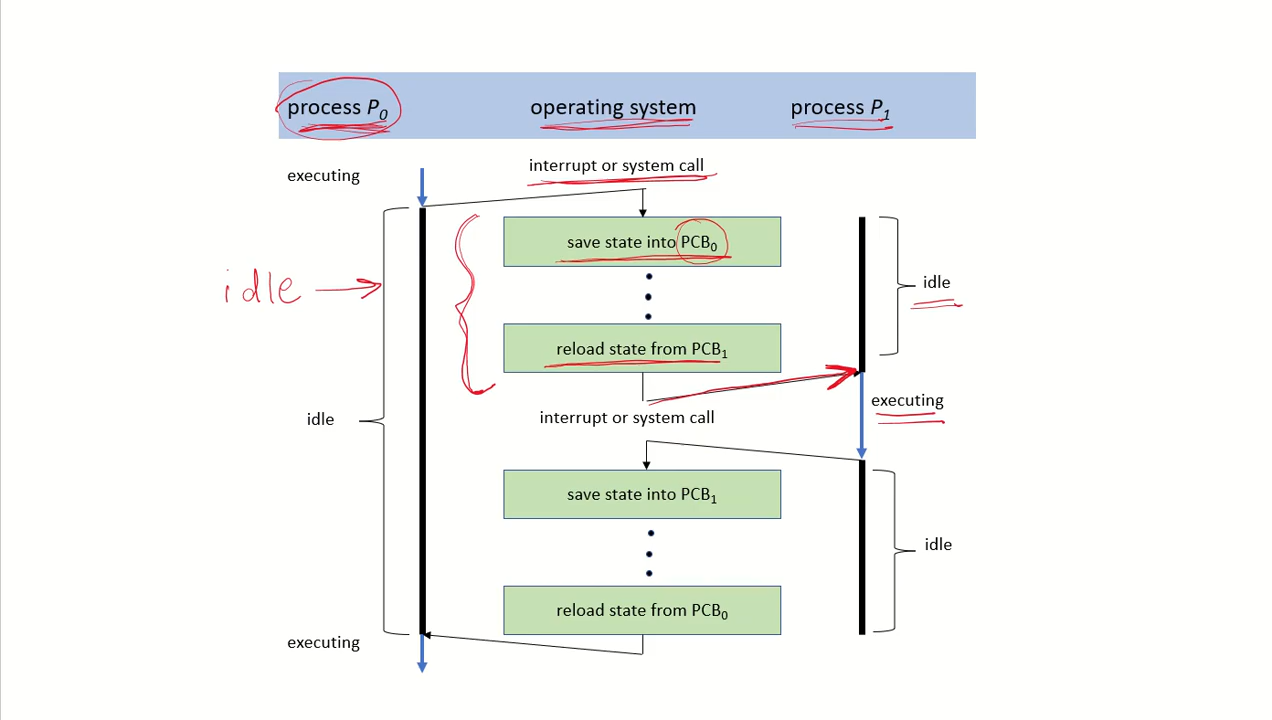 process P₀ operating system process P₁
interrupt or system call
executing
save state into PCB₀
idle
idle
reload state from PCB₁
executing
interrupt or system call
idle
save state into PCB₁
idle
reload state from PCB₀
executing